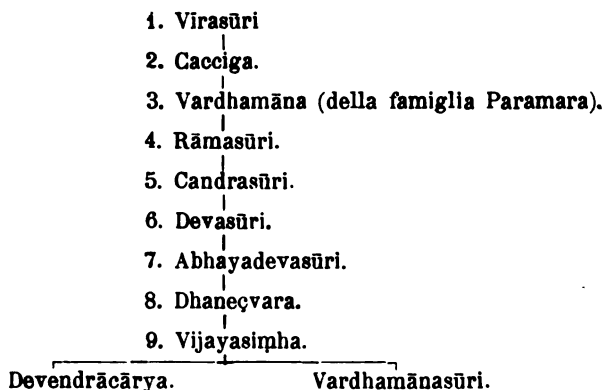 1. Vīrasūri
2. Cacciga.
3. Vardhamāna (della famiglia Paramara).
4. Rāmasūri.
5. Candrasūri.
6. Devasūri.
7. Abhayadevasūri.
8. Dhaneçvara.
9. Vijayasiṃha.
Devendrācārya. Vardhamānasūri.